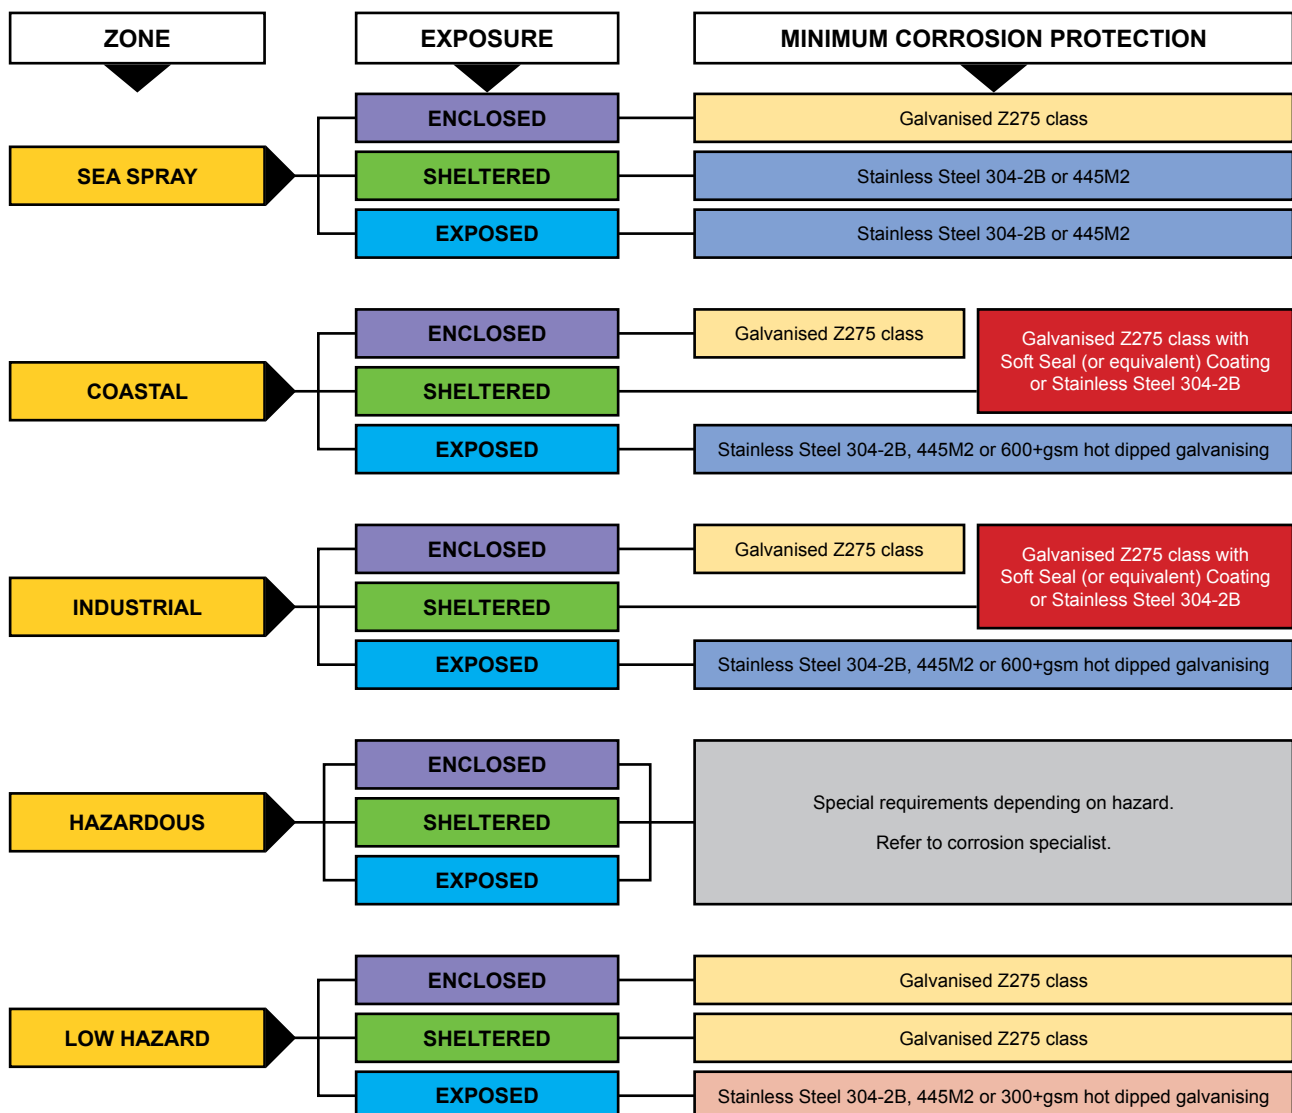 ZONE
EXPOSURE
MINIMUM CORROSION PROTECTION
SEA SPRAY
ENCLOSED
Galvanised Z275 class
SHELTERED
Stainless Steel 304-2B or 445M2
EXPOSED
Stainless Steel 304-2B or 445M2
COASTAL
ENCLOSED
Galvanised Z275 class
SHELTERED
Galvanised Z275 class with
Soft Seal (or equivalent) Coating
or Stainless Steel 304-2B
EXPOSED
Stainless Steel 304-2B, 445M2 or 600+gsm hot dipped galvanising
INDUSTRIAL
ENCLOSED
Galvanised Z275 class
SHELTERED
Galvanised Z275 class with
Soft Seal (or equivalent) Coating
or Stainless Steel 304-2B
EXPOSED
Stainless Steel 304-2B, 445M2 or 600+gsm hot dipped galvanising
HAZARDOUS
ENCLOSED
SHELTERED
EXPOSED
Special requirements depending on hazard.
Refer to corrosion specialist.
LOW HAZARD
ENCLOSED
Galvanised Z275 class
SHELTERED
Galvanised Z275 class
EXPOSED
Stainless Steel 304-2B, 445M2 or 300+gsm hot dipped galvanising